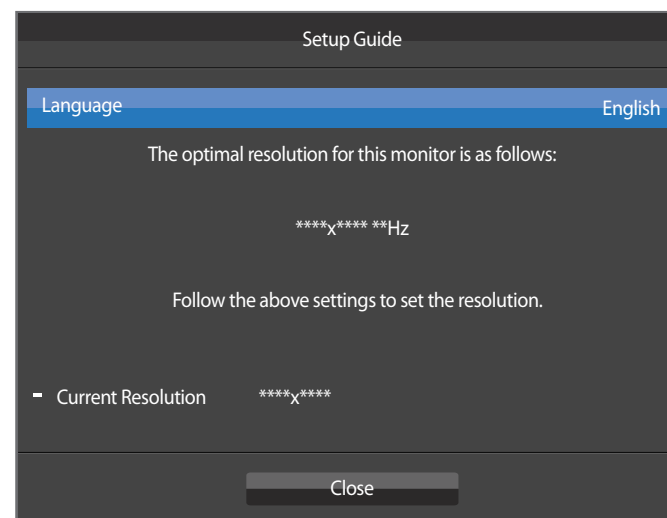 Setup Guide
Language English
The optimal resolution for this monitor is as follows:
****x**** **Hz
Follow the above settings to set the resolution.
- Current Resolution ****x****
Close